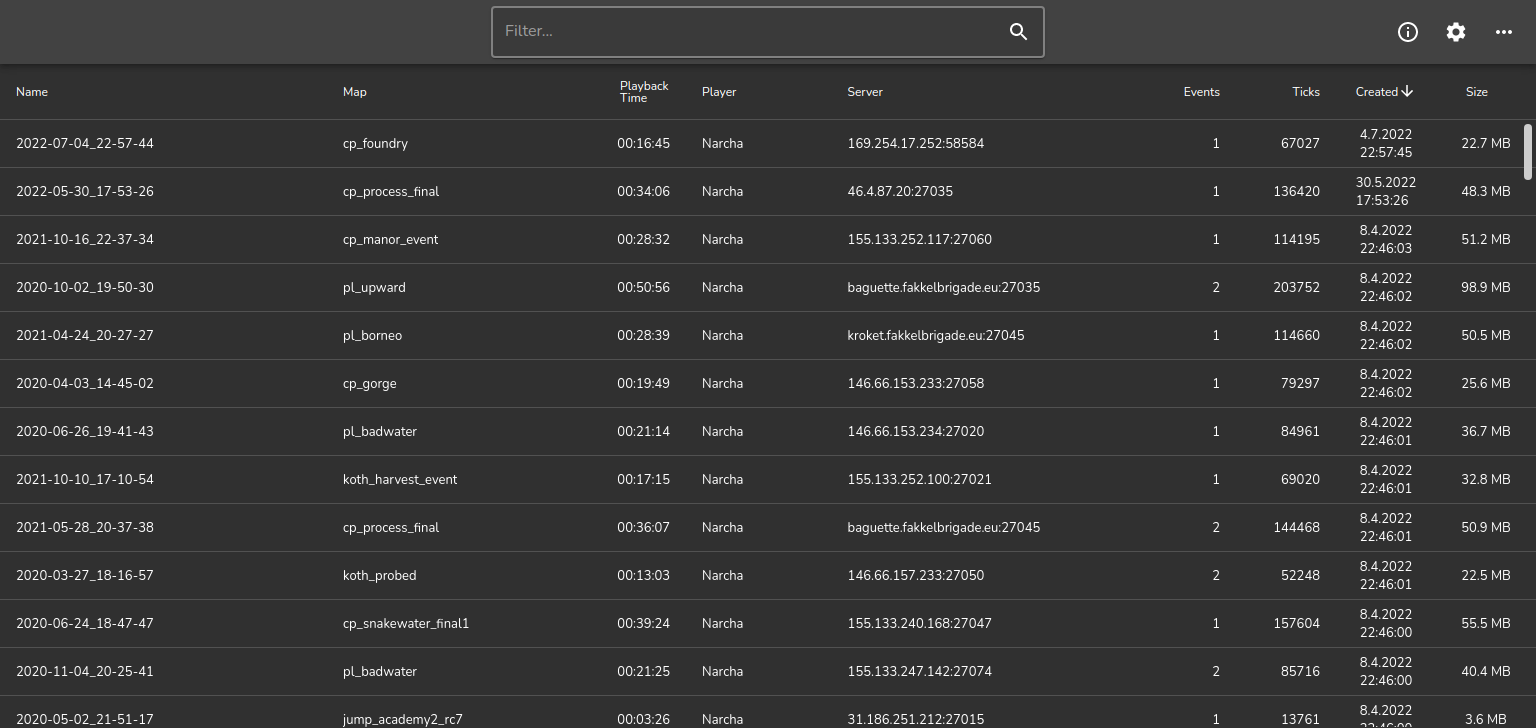 Filter...
Name Map Playback Time Player Server Events Ticks Created Size
2022-07-04_22-57-44 cp_foundry 00:16:45 Narcha 169.254.17.252:58584 1 67027 4.7.2022 22:57:45 22.7 MB
2022-05-30_17-53-26 cp_process_final 00:34:06 Narcha 46.4.87.20:27035 1 136420 30.5.2022 17:53:26 48.3 MB
2021-10-16_22-37-34 cp_manor_event 00:28:32 Narcha 155.133.252.117:27060 1 114195 8.4.2022 22:46:03 51.2 MB
2020-10-02_19-50-30 pl_upward 00:50:56 Narcha baguette.fakkelbrigade.eu:27035 2 203752 8.4.2022 22:46:02 98.9 MB
2021-04-24_20-27-27 pl_borneo 00:28:39 Narcha kroket.fakkelbrigade.eu:27045 1 114660 8.4.2022 22:46:02 50.5 MB
2020-04-03_14-45-02 cp_gorge 00:19:49 Narcha 146.66.153.233:27058 1 79297 8.4.2022 22:46:02 25.6 MB
2020-06-26_19-41-43 pl_badwater 00:21:14 Narcha 146.66.153.234:27020 1 84961 8.4.2022 22:46:01 36.7 MB
2021-10-10_17-10-54 koth_harvest_event 00:17:15 Narcha 155.133.252.100:27021 1 69020 8.4.2022 22:46:01 32.8 MB
2021-05-28_20-37-38 cp_process_final 00:36:07 Narcha baguette.fakkelbrigade.eu:27045 2 144468 8.4.2022 22:46:01 50.9 MB
2020-03-27_18-16-57 koth_probed 00:13:03 Narcha 146.66.157.233:27050 2 52248 8.4.2022 22:46:01 22.5 MB
2020-06-24_18-47-47 cp_snakewater_final1 00:39:24 Narcha 155.133.240.168:27047 1 157604 8.4.2022 22:46:00 55.5 MB
2020-11-04_20-25-41 pl_badwater 00:21:25 Narcha 155.133.247.142:27074 2 85716 8.4.2022 22:46:00 40.4 MB
2020-05-02_21-51-17 jump_academy2_rc7 00:03:26 Narcha 31.186.251.212:27015 1 13761 8.4.2022 3.6 MB